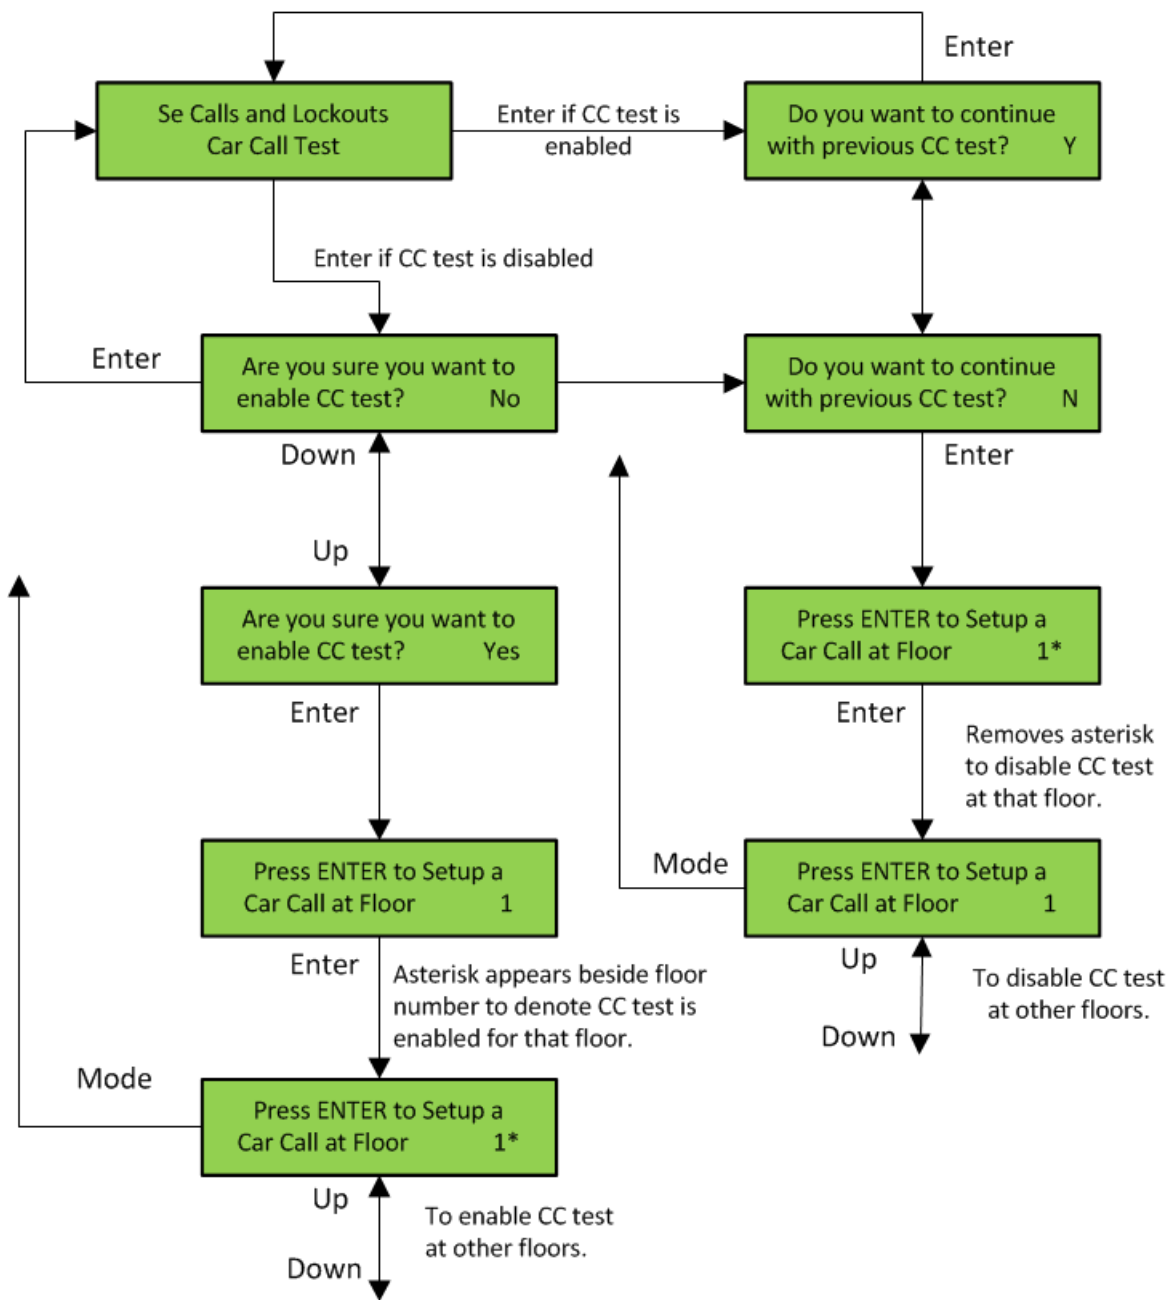 Enter
Se Calls and Lockouts
Car Call Test
Enter if CC test is
enabled
Do you want to continue
with previous CC test? Y
Enter if CC test is disabled
Enter
Are you sure you want to
enable CC test? No
Do you want to continue
with previous CC test? N
Down
Enter
Up
Are you sure you want to
enable CC test? Yes
Press ENTER to Setup a
Car Call at Floor 1*
Enter
Enter
Removes asterisk
to disable CC test
at that floor.
Press ENTER to Setup a
Car Call at Floor 1
Mode
Press ENTER to Setup a
Car Call at Floor 1
Enter
Asterisk appears beside floor
number to denote CC test is
enabled for that floor.
Up
To disable CC test
at other floors.
Down
Mode
Press ENTER to Setup a
Car Call at Floor 1*
Up
To enable CC test
at other floors.
Down